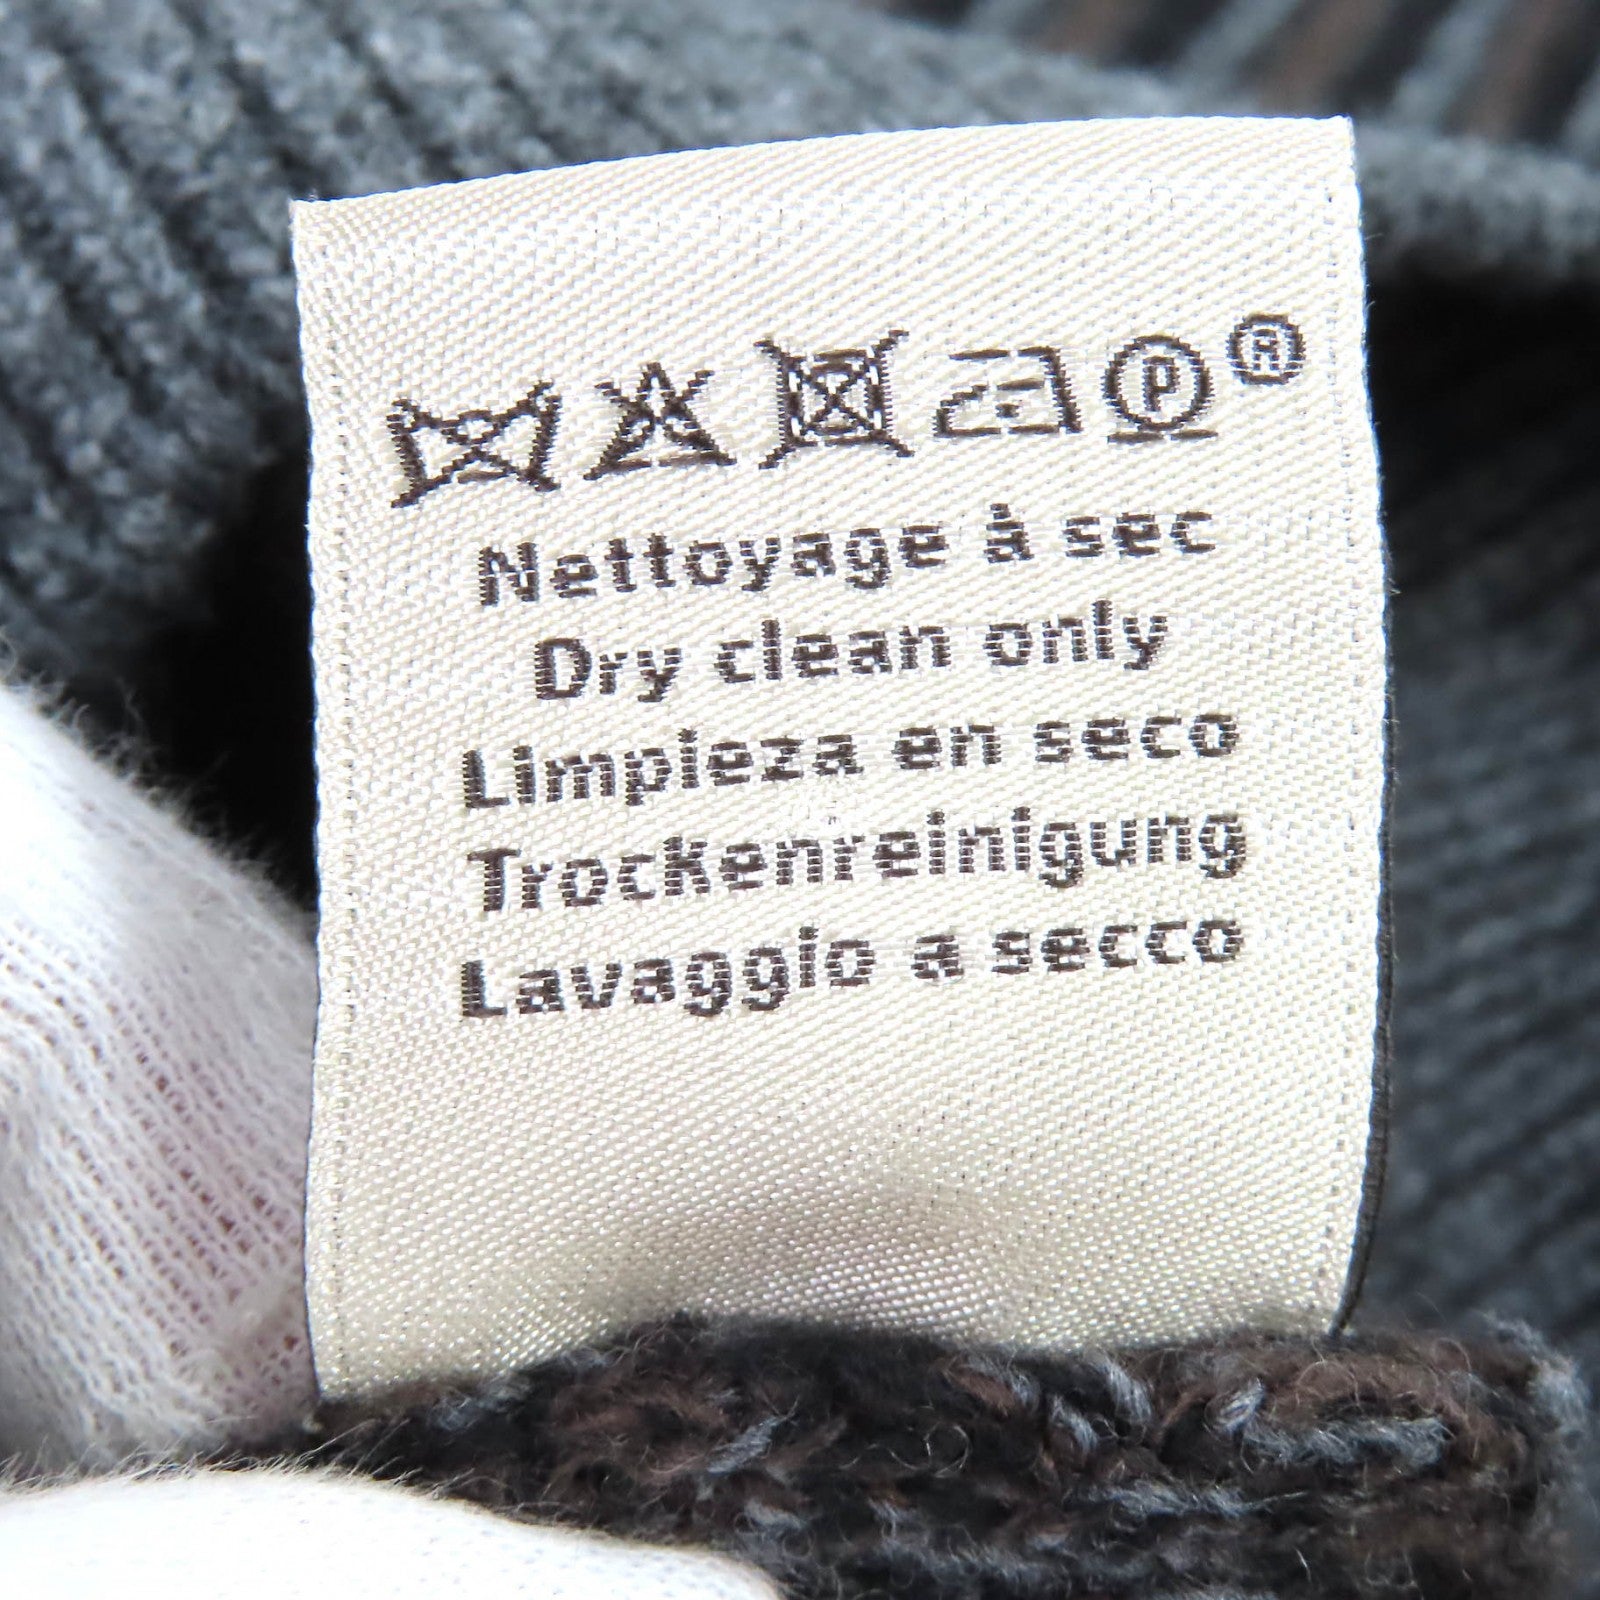 P ®
Nettoyage à sec
Dry clean only
Limpieza en seco
Trockenreinigung
Lavaggio a secco